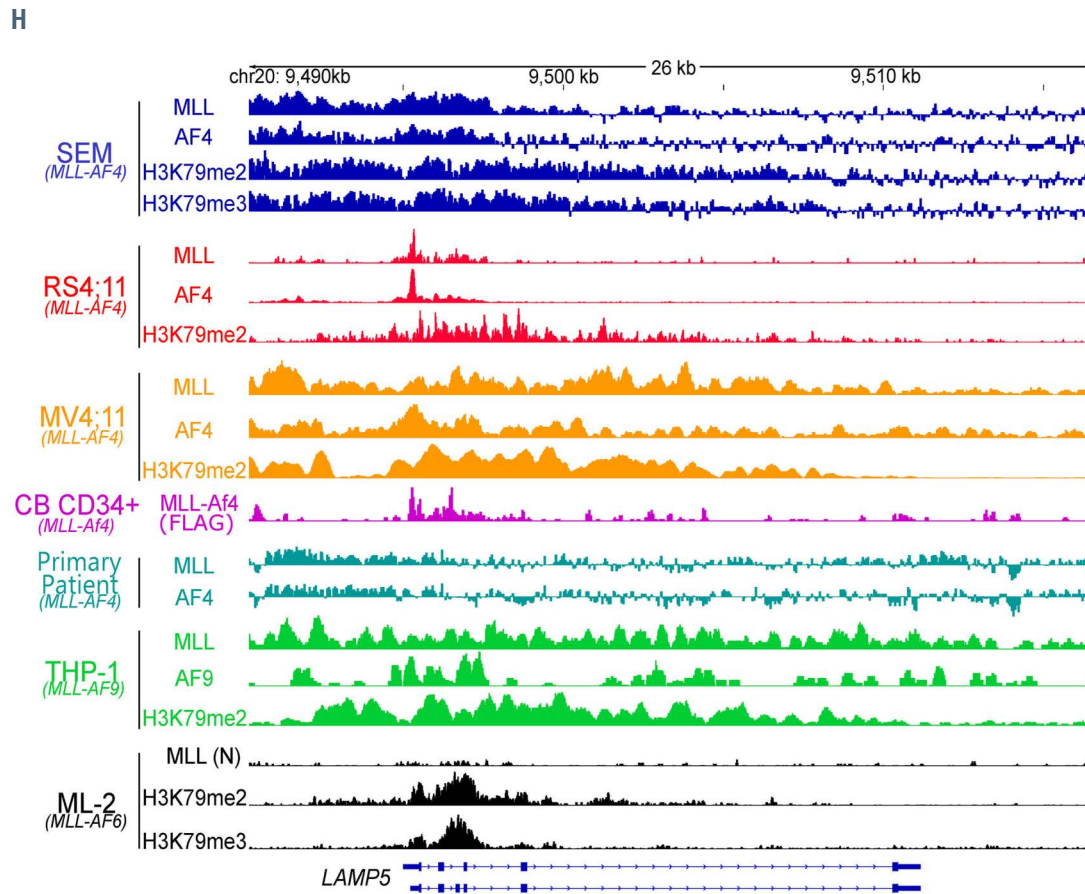 H
26 kb
chr20: 9,490kb 9,500 kb 9,510 kb
SEM
(MLL-AF4)
MLL
AF4
H3K79me2
H3K79me3
RS4;11
(MLL-AF4)
MLL
AF4
H3K79me2
MV4;11
(MLL-AF4)
MLL
AF4
H3K79me2
CB CD34+
(MLL-Af4)
MLL-Af4
(FLAG)
Primary
Patient
(MLL-AF4)
MLL
AF4
THP-1
(MLL-AF9)
MLL
AF9
H3K79me2
ML-2
(MLL-AF6)
MLL (N)
H3K79me2
H3K79me3
LAMP5